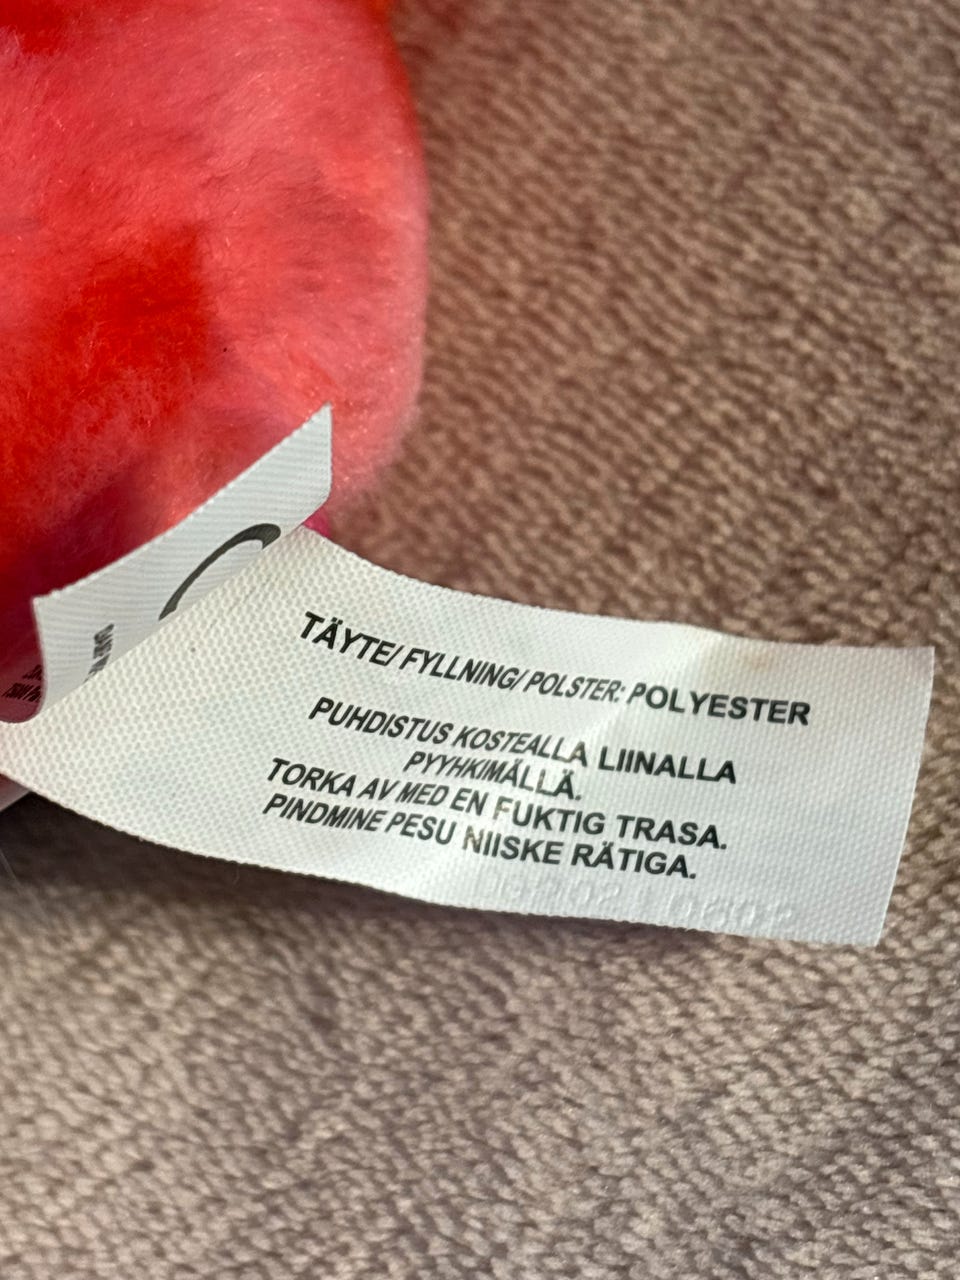 TÄYTE/ FYLLNING/ POLSTER: POLYESTER
PUHDISTUS KOSTEALLA LIINALLA
PYYHKIMÄLLÄ.
TORKA AV MED EN FUKTIG TRASA.
PINDMINE PESU NIISKE RÄTIGA.